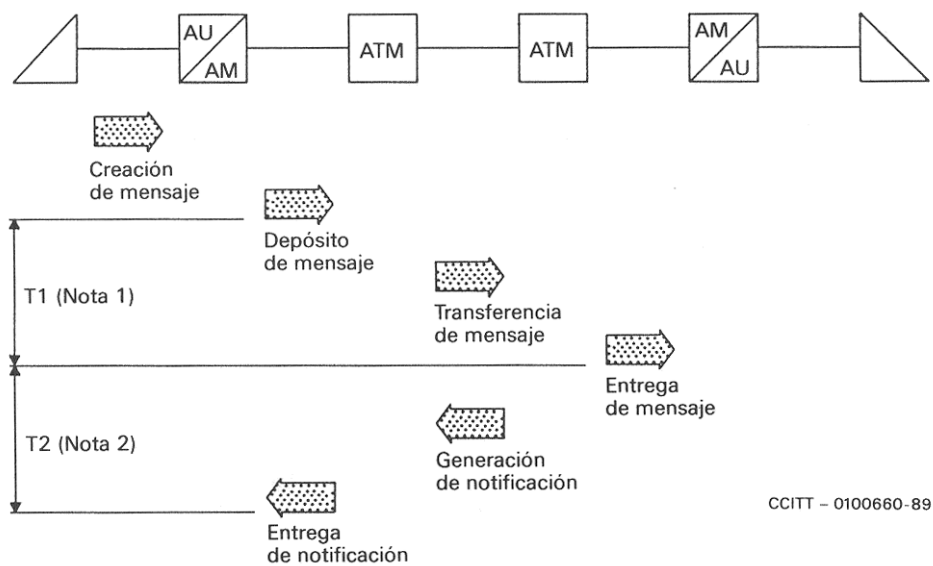 AU
AM
ATM
ATM
AM
AU
Creación
de mensaje
Depósito
de mensaje
T1 (Nota 1)
Transferencia
de mensaje
Entrega
de mensaje
T2 (Nota 2)
Generación
de notificación
CCITT – 0100660-89
Entrega
de notificación